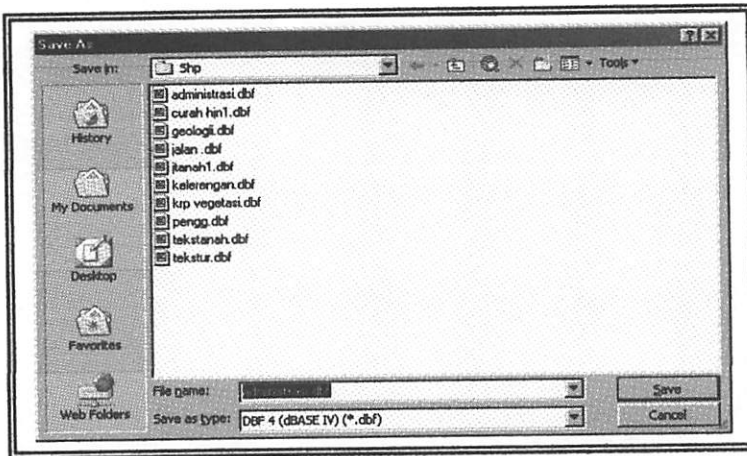 Save As
Save in: Shp Tools
administrasi.dbf
curah hjn1.dbf
geologii.dbf
jalan .dbf
jtanah1.dbf
kelerengan.dbf
krp vegetasi.dbf
pengg.dbf
tekstanah.dbf
tekstur.dbf
History
My Documents
Desktop
Favorites
Web Folders
File name:
Save
Save as type: DBF 4 (dBASE IV) (*.dbf)
Cancel